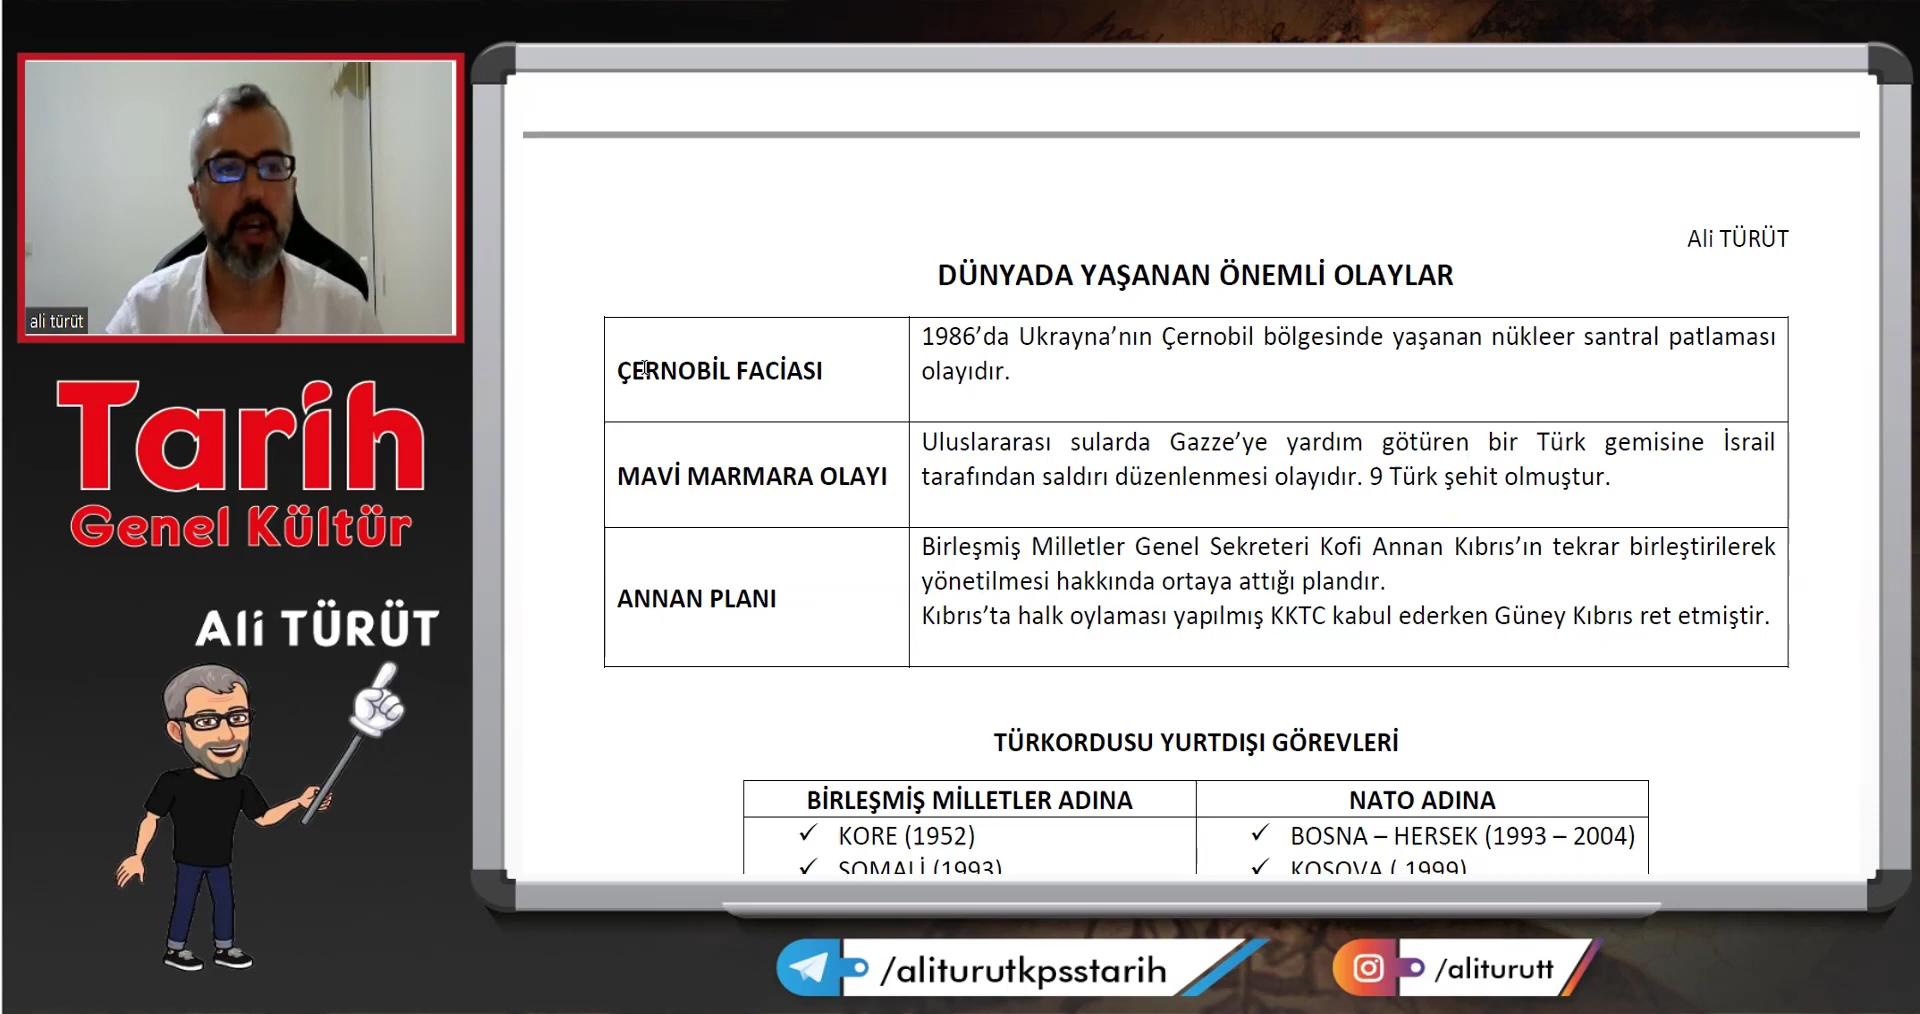 ali türüt
Tarih
Genel Kültür
Ali TÜRÜT
Ali TÜRÜT
DÜNYADA YAŞANAN ÖNEMLİ OLAYLAR
ÇERNOBİL FACİASI
1986’da Ukrayna’nın Çernobil bölgesinde yaşanan nükleer santral patlaması
olayıdır.
MAVİ MARMARA OLAYI
Uluslararası sularda Gazze’ye yardım götüren bir Türk gemisine İsrail
tarafından saldırı düzenlenmesi olayıdır. 9 Türk şehit olmuştur.
ANNAN PLANI
Birleşmiş Milletler Genel Sekreteri Kofi Annan Kıbrıs’ın tekrar birleştirilerek
yönetilmesi hakkında ortaya attığı plandır.
Kıbrıs’ta halk oylaması yapılmış KKTC kabul ederken Güney Kıbrıs ret etmiştir.
TÜRKORDUSU YURTDIŞI GÖREVLERİ
BİRLEŞMİŞ MİLLETLER ADINA
NATO ADINA
✓ KORE (1952)
✓ BOSNA – HERSEK (1993 – 2004)
✓ SOMALİ (1993)
✓ KOSOVA ( 1999)
/aliturutkpsstarih
/aliturutt